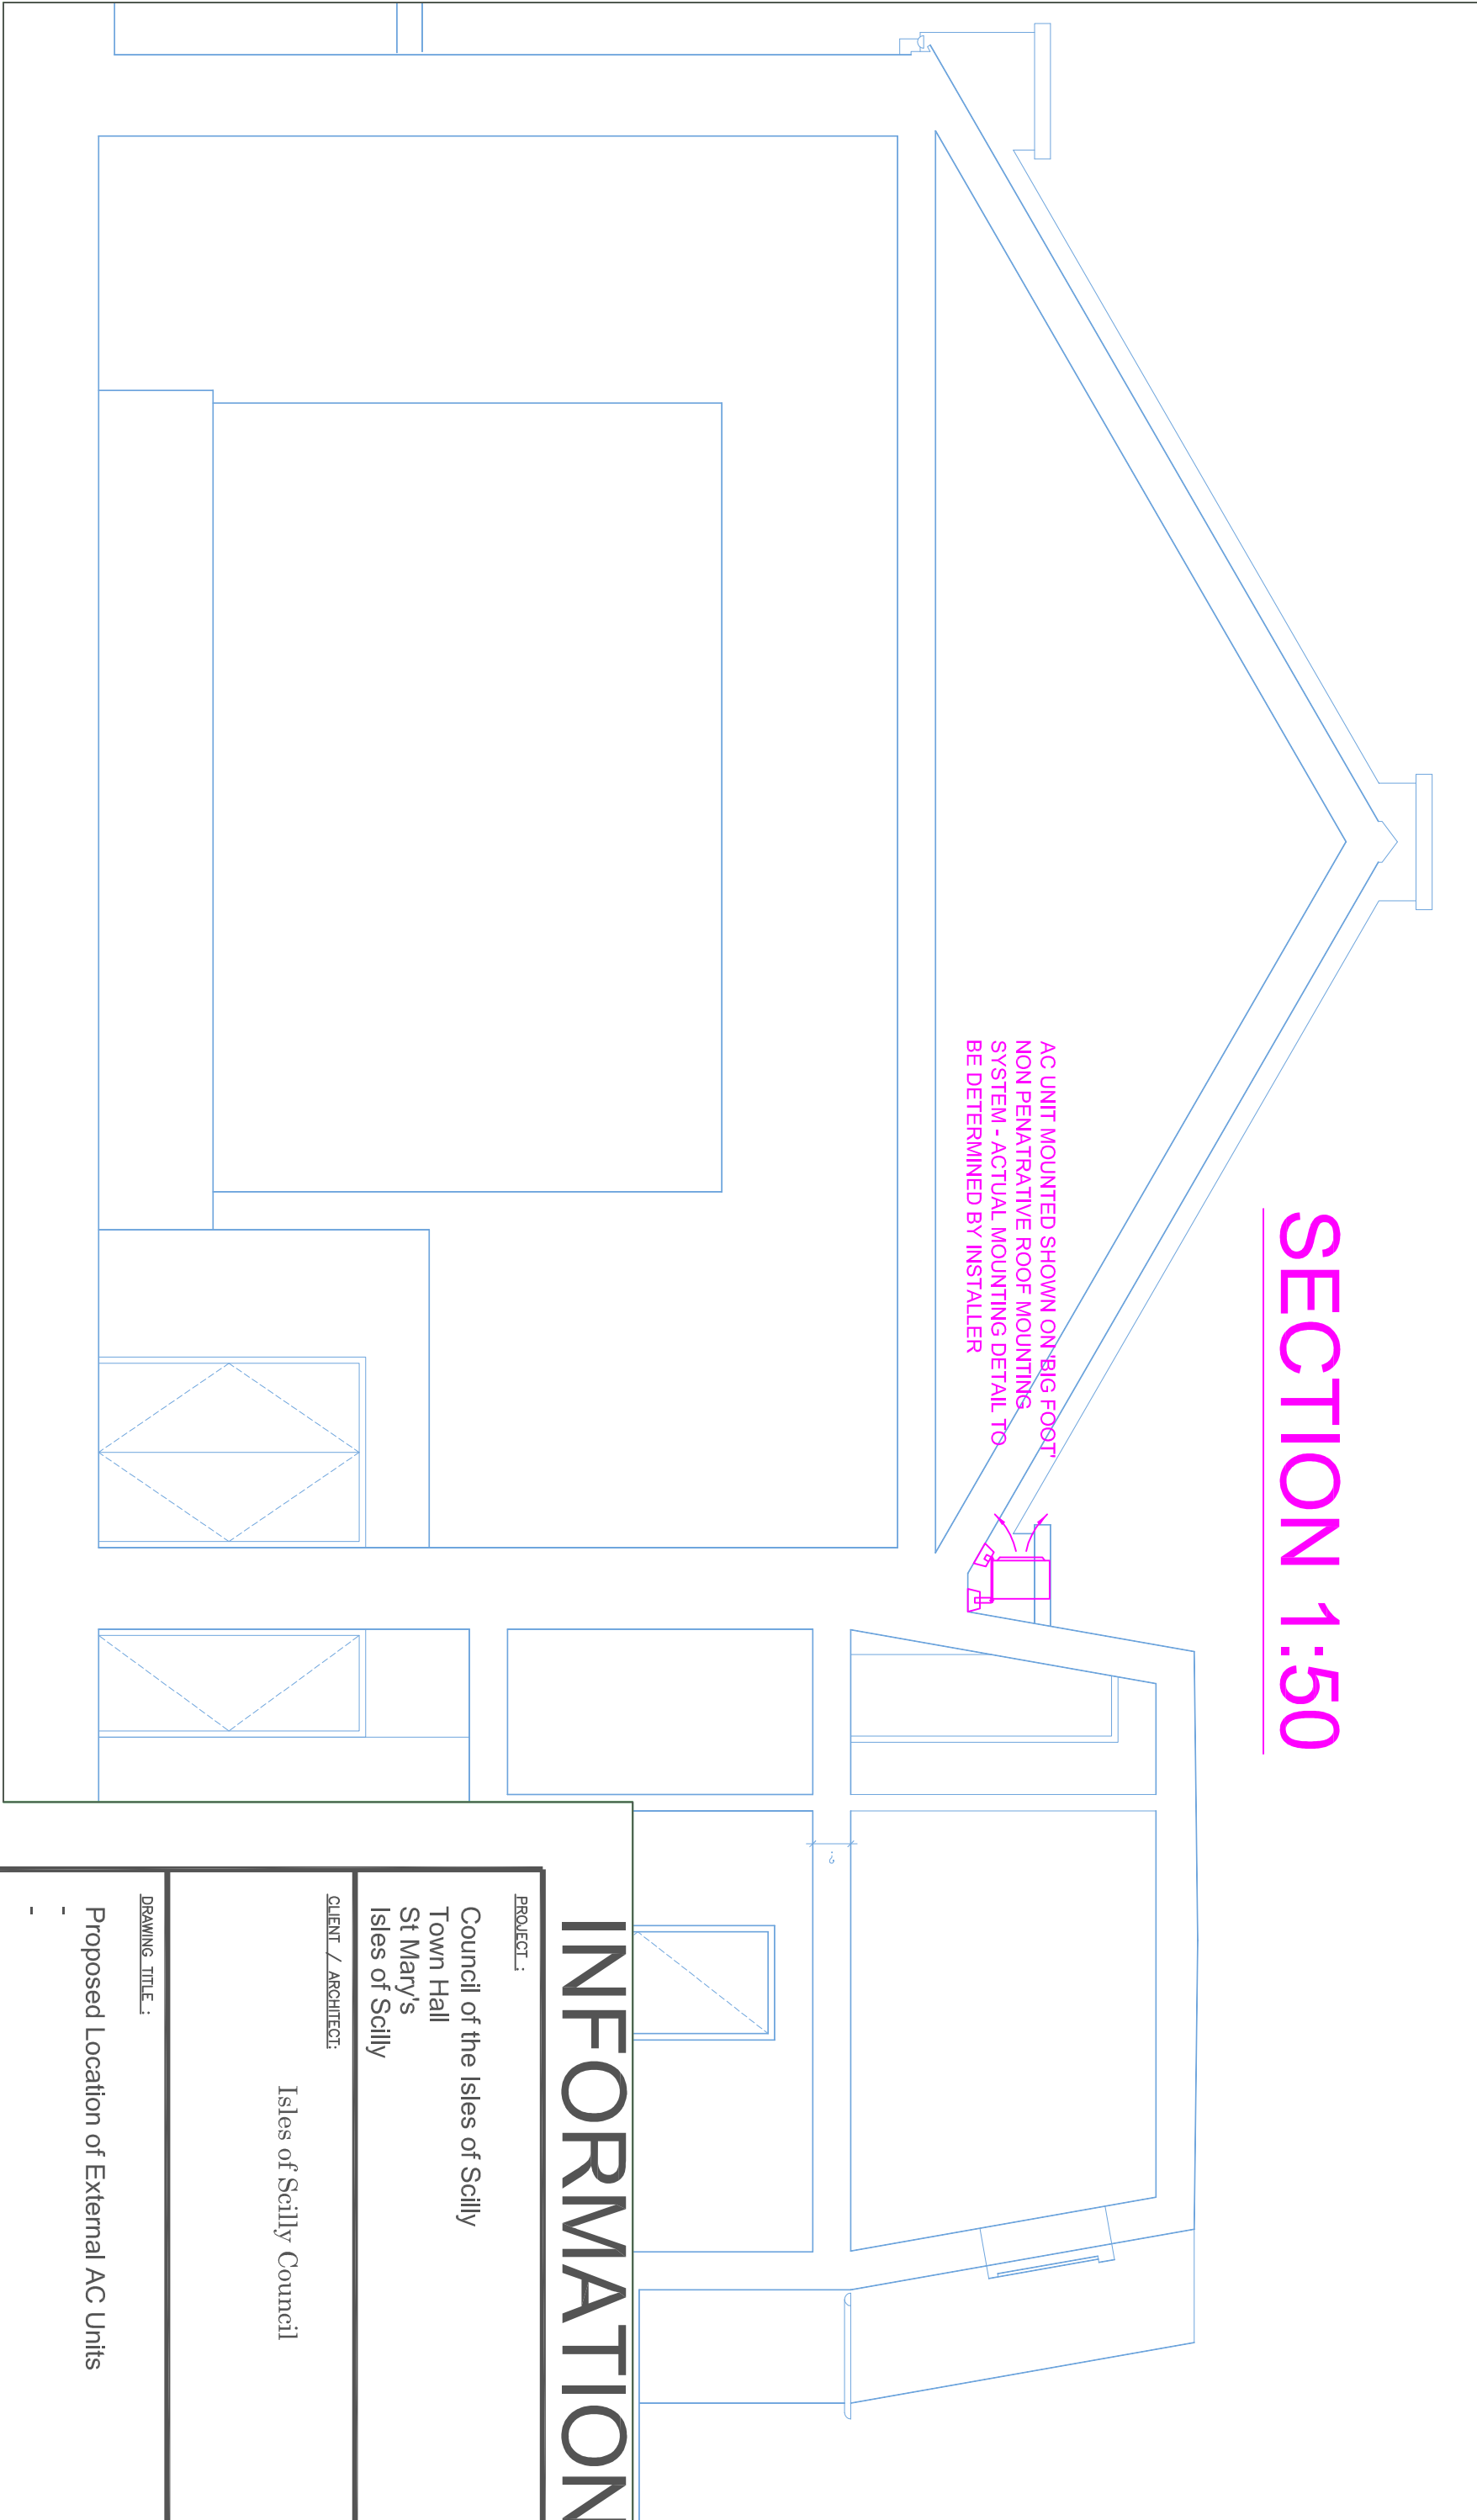 SECTION 1:50
AC UNIT MOUNTED SHOWN ON 'BIG FOOT'
NON PENATRATIVE ROOF MOUNTING
SYSTEM - ACTUAL MOUNTING DETAIL TO
BE DETERMINED BY INSTALLER
?
INFORMATION
PROJECT :
Council of the Isles of Scilly
Town Hall
St Mary's
Isles of Scilly
CLIENT / ARCHITECT:
Isles of Scilly Council
DRAWING TITLE :
Proposed Location of External AC Units
-
-